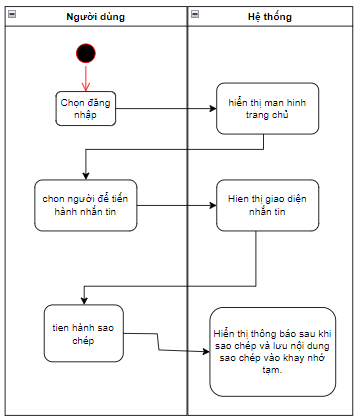 Người dùng
Hệ thống
Chọn đăng
nhập
hiển thị man hinh
trang chủ
chon người để tiến
hành nhắn tin
Hien thị giao diện
nhắn tin
tien hành sao
chép
Hiển thị thông báo sau khi
sao chép và lưu nội dung
sao chép vào khay nhớ
tạm.